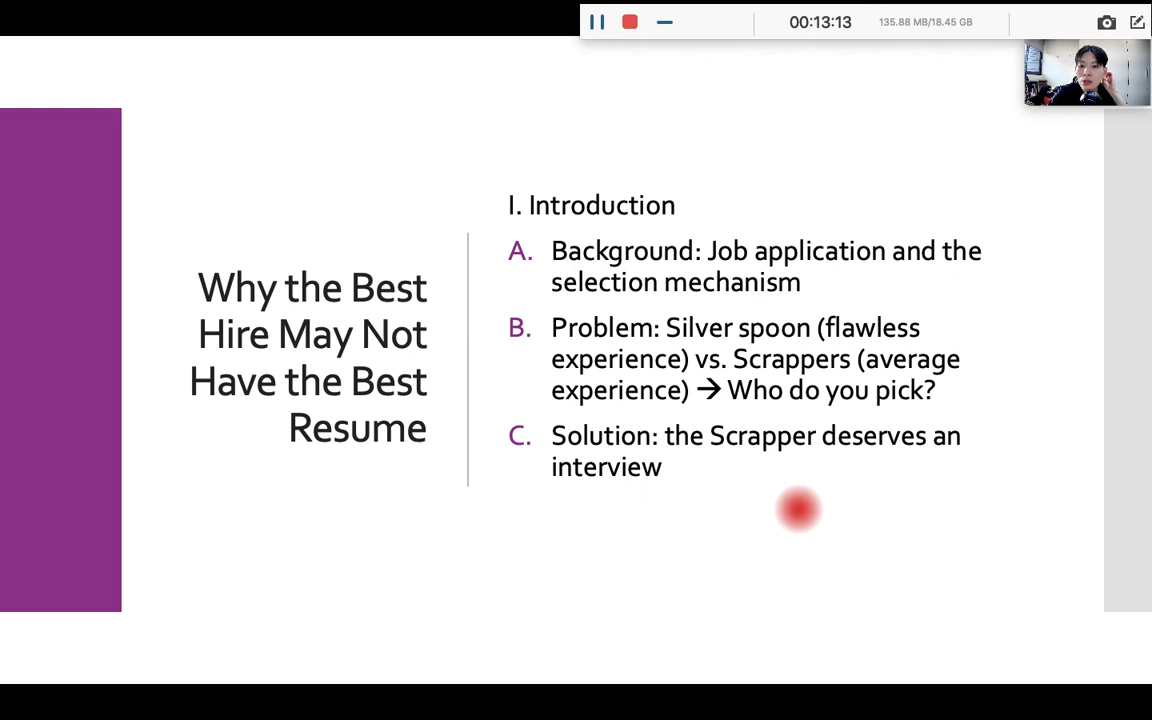 00:13:13
135.88 MB/18.45 GB
Why the Best
Hire May Not
Have the Best
Resume
I. Introduction
A. Background: Job application and the
selection mechanism
B. Problem: Silver spoon (flawless
experience) vs. Scrappers (average
experience) → Who do you pick?
C. Solution: the Scrapper deserves an
interview